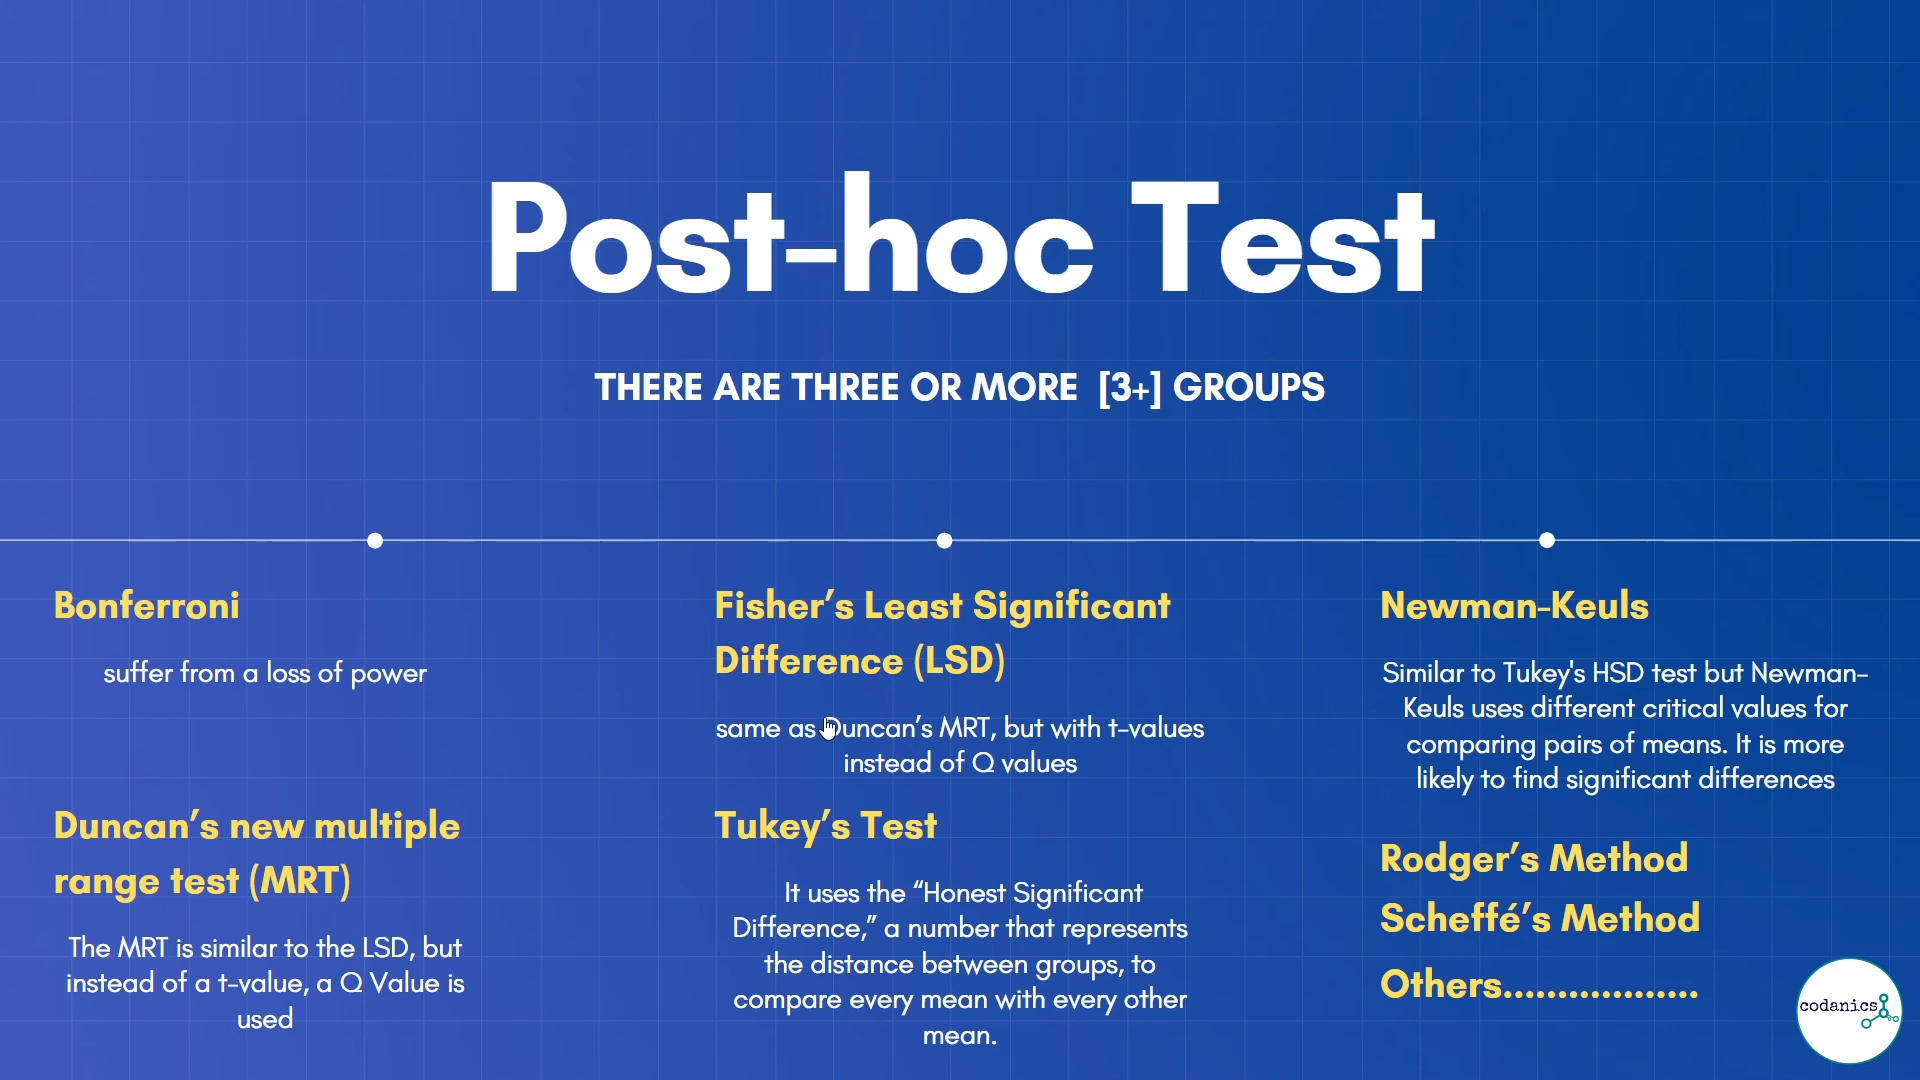 Post-hoc Test
THERE ARE THREE OR MORE [3+] GROUPS
Bonferroni
suffer from a loss of power
Duncan’s new multiple
range test (MRT)
The MRT is similar to the LSD, but
instead of a t-value, a Q Value is
used
Fisher’s Least Significant
Difference (LSD)
same as Duncan’s MRT, but with t-values
instead of Q values
Tukey’s Test
It uses the “Honest Significant
Difference,” a number that represents
the distance between groups, to
compare every mean with every other
mean.
Newman-Keuls
Similar to Tukey's HSD test but Newman-
Keuls uses different critical values for
comparing pairs of means. It is more
likely to find significant differences
Rodger’s Method
Scheffé’s Method
Others..................
codanics